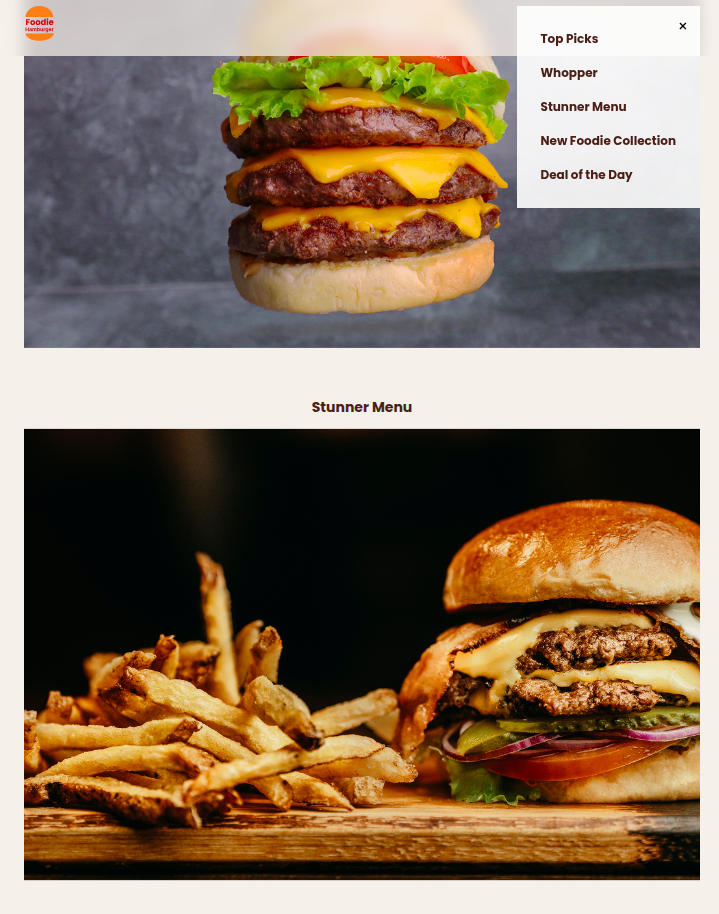 Foodie
Hamburger
×
Top Picks
Whopper
Stunner Menu
New Foodie Collection
Deal of the Day
Stunner Menu